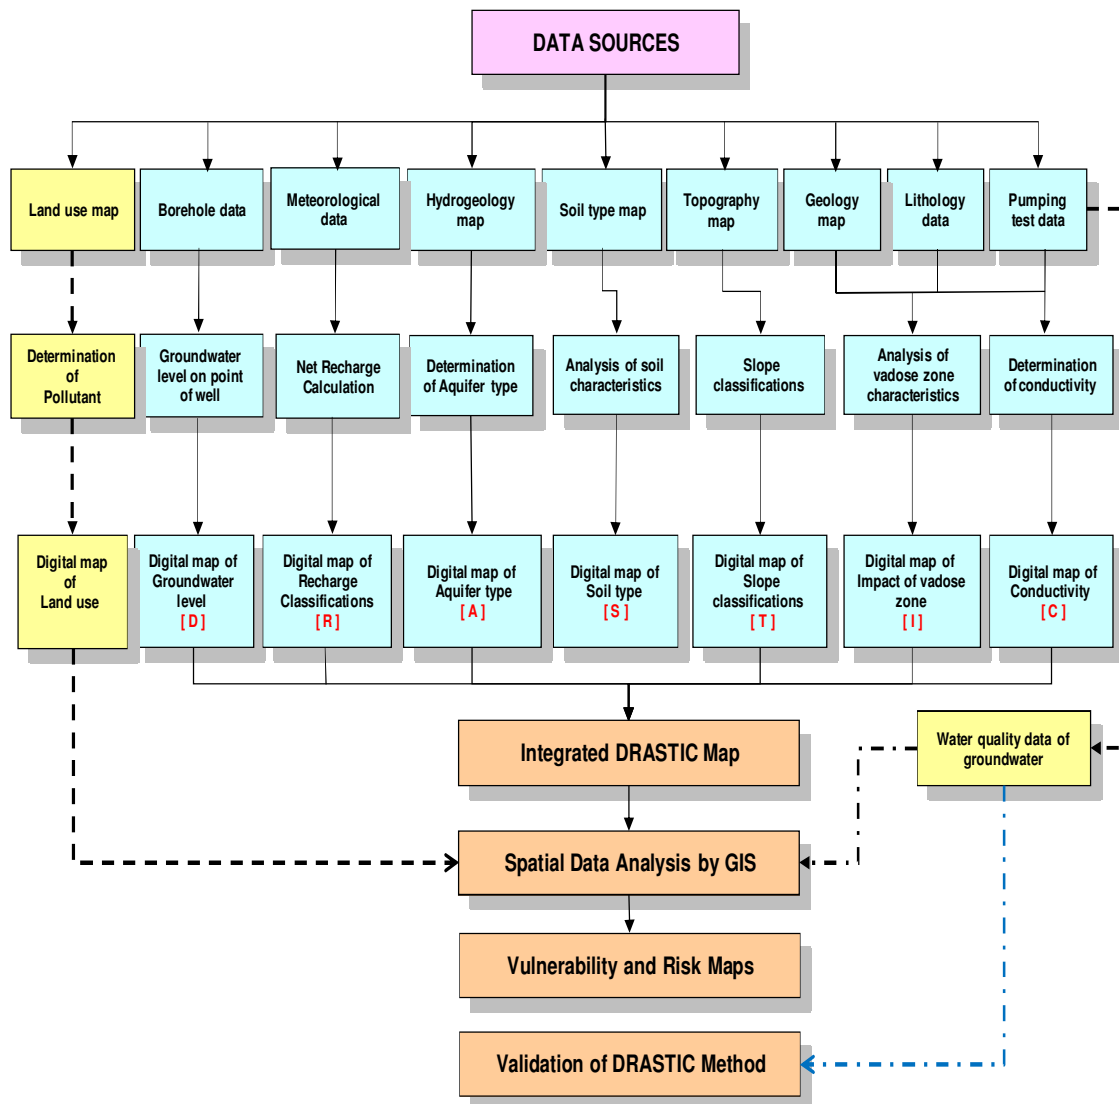 DATA SOURCES
Land use map
Borehole data
Meteorological
data
Hydrogeology
map
Soil type map
Topography
map
Geology
map
Lithology
data
Pumping
test data
Determination
of
Pollutant
Groundwater
level on point
of well
Net Recharge
Calculation
Determination
of Aquifer type
Analysis of soil
characteristics
Slope
classifications
Analysis of
vadose zone
characteristics
Determination
of conductivity
Digital map
of
Land use
Digital map of
Groundwater
level
[ D ]
Digital map of
Recharge
Classifications
[ R ]
Digital map of
Aquifer type
[ A ]
Digital map of
Soil type
[ S ]
Digital map of
Slope
classifications
[ T ]
Digital map of
Impact of vadose
zone
[ I ]
Digital map of
Conductivity
[ C ]
Integrated DRASTIC Map
Water quality data of
groundwater
Spatial Data Analysis by GIS
Vulnerability and Risk Maps
Validation of DRASTIC Method